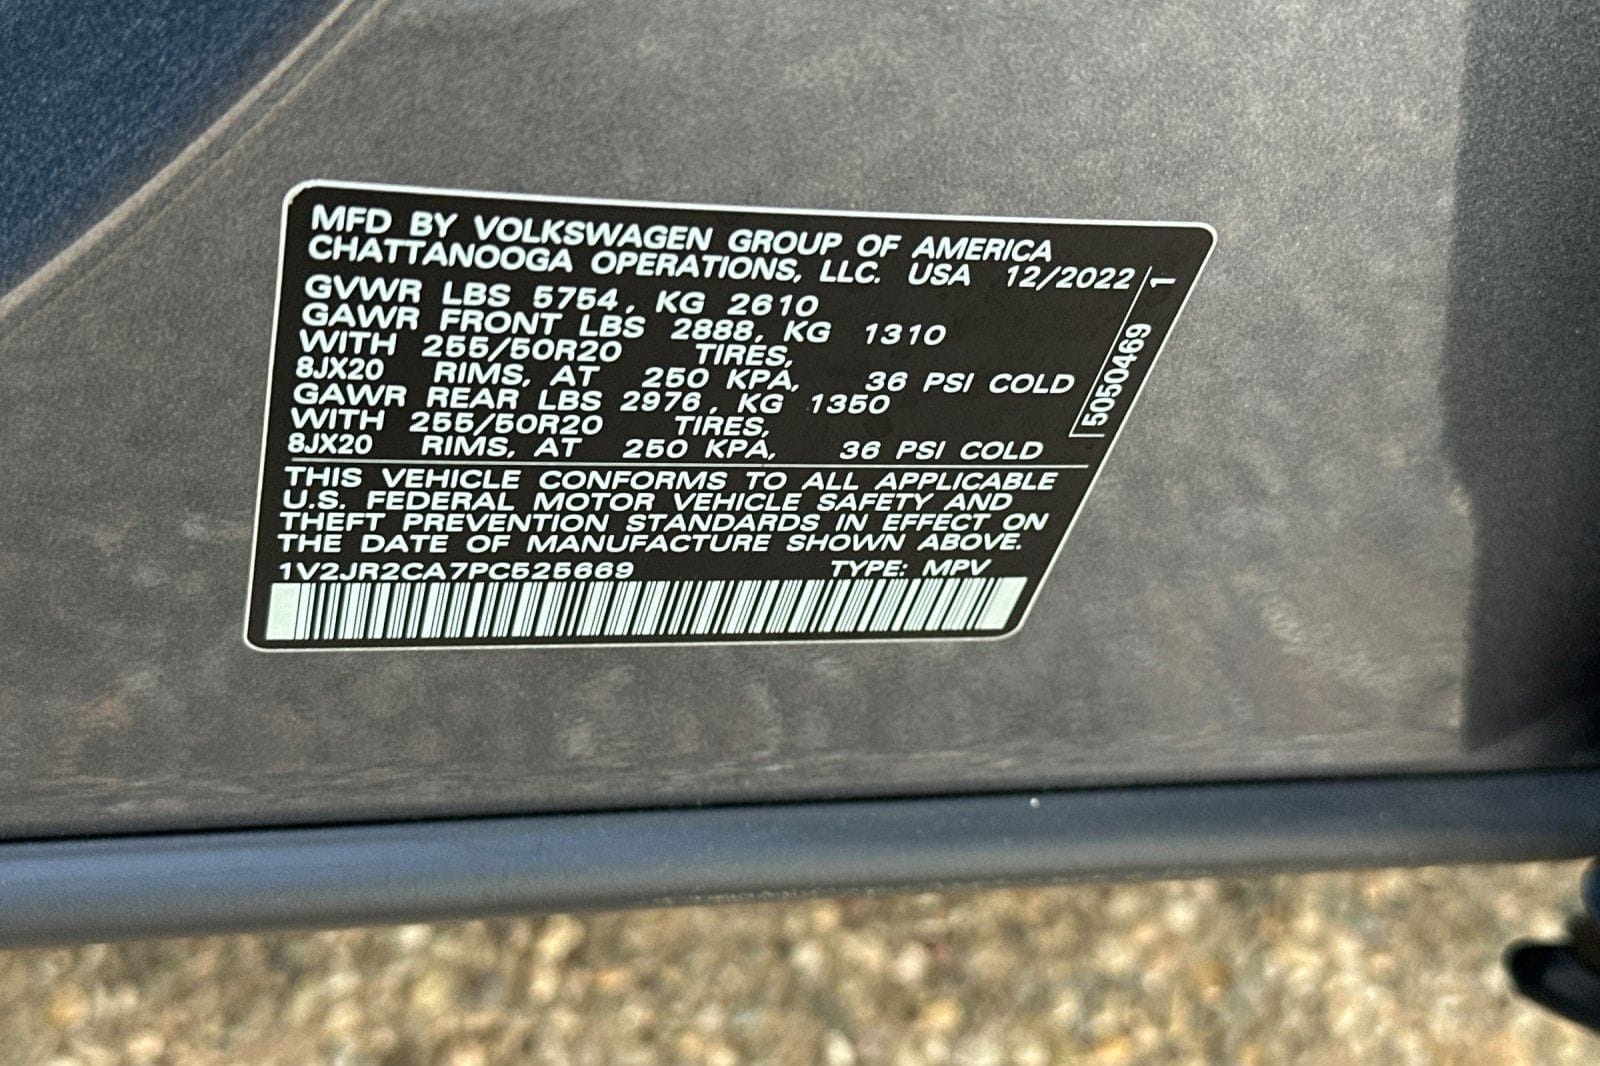 MFD BY VOLKSWAGEN GROUP OF AMERICA
CHATTANOOGA OPERATIONS, LLC. USA 12/2022
GVWR LBS 5754, KG 2610
GAWR FRONT LBS 2888, KG 1310
WITH 255/50R20 TIRES,
8JX20 RIMS, AT 250 KPA, 36 PSI COLD
GAWR REAR LBS 2976, KG 1350
WITH 255/50R20 TIRES,
8JX20 RIMS, AT 250 KPA, 36 PSI COLD
5050469 1
THIS VEHICLE CONFORMS TO ALL APPLICABLE
U.S. FEDERAL MOTOR VEHICLE SAFETY AND
THEFT PREVENTION STANDARDS IN EFFECT ON
THE DATE OF MANUFACTURE SHOWN ABOVE.
1V2JR2CA7PC525669 TYPE: MPV